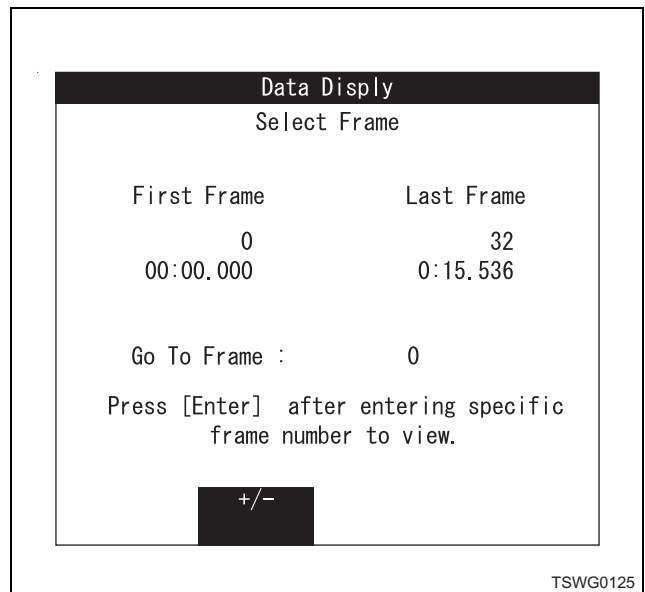 Data Disply
Select Frame
First Frame Last Frame
0 32
00:00.000 0:15.536
Go To Frame : 0
Press [Enter] after entering specific
frame number to view.
+/−
TSWG0125